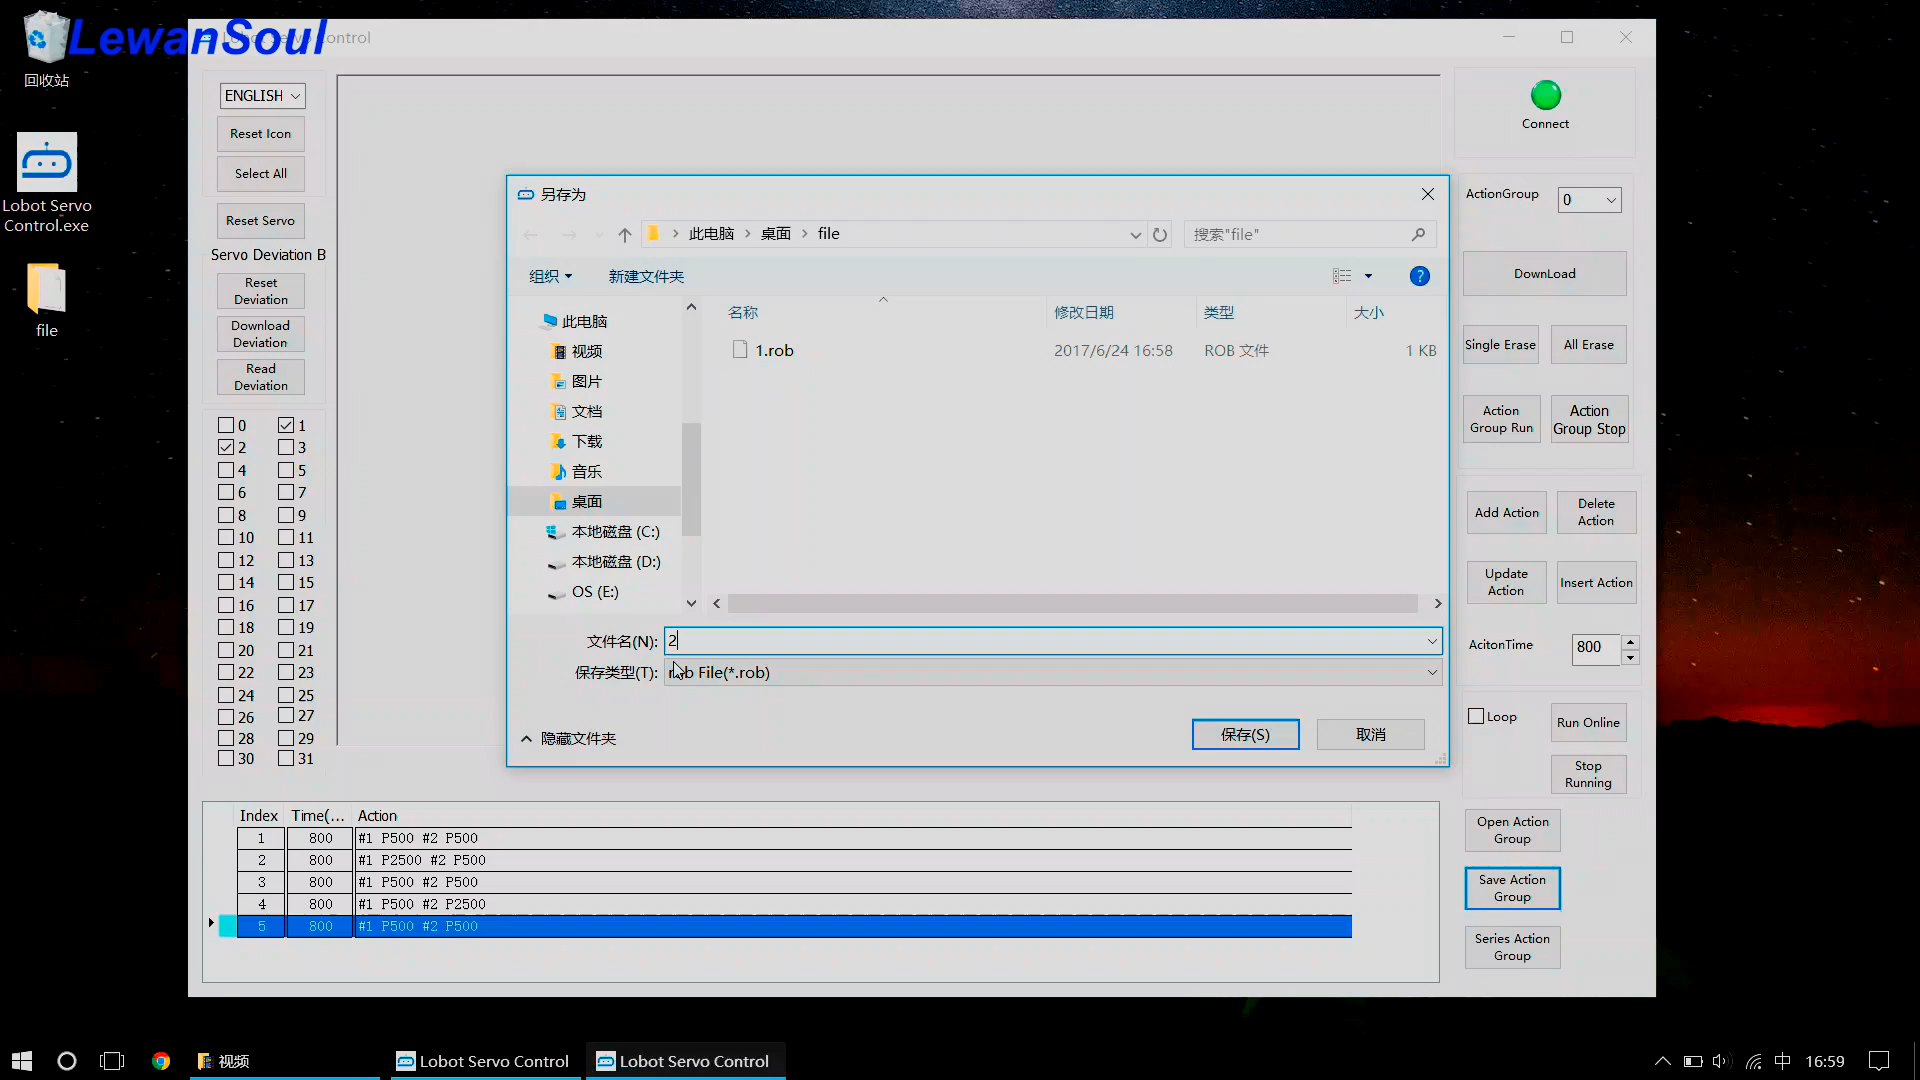 LewanSoul
回收站
Lobot Servo
Control.exe
file
ontrol
ENGLISH
Reset Icon
Select All
Reset Servo
Servo Deviation B
Reset
Deviation
Download
Deviation
Read
Deviation
0 1
2 3
4 5
6 7
8 9
10 11
12 13
14 15
16 17
18 19
20 21
22 23
24 25
26 27
28 29
30 31
另存为
此电脑 > 桌面 > file
搜索"file"
组织
新建文件夹
?
此电脑
视频
图片
文档
下载
音乐
桌面
本地磁盘 (C:)
本地磁盘 (D:)
OS (E:)
名称 修改日期 类型 大小
1.rob 2017/6/24 16:58 ROB 文件 1 KB
文件名(N): 2
保存类型(T): rob File(*.rob)
隐藏文件夹
保存(S)
取消
Connect
ActionGroup 0
DownLoad
Single Erase
All Erase
Action
Group Run
Action
Group Stop
Add Action
Delete
Action
Update
Action
Insert Action
AcitonTime 800
Loop
Run Online
Stop
Running
Open Action
Group
Save Action
Group
Series Action
Group
Index Time(... Action
1 800 #1 P500 #2 P500
2 800 #1 P2500 #2 P500
3 800 #1 P500 #2 P500
4 800 #1 P500 #2 P2500
5 800 #1 P500 #2 P500
视频
Lobot Servo Control
Lobot Servo Control
中
16:59